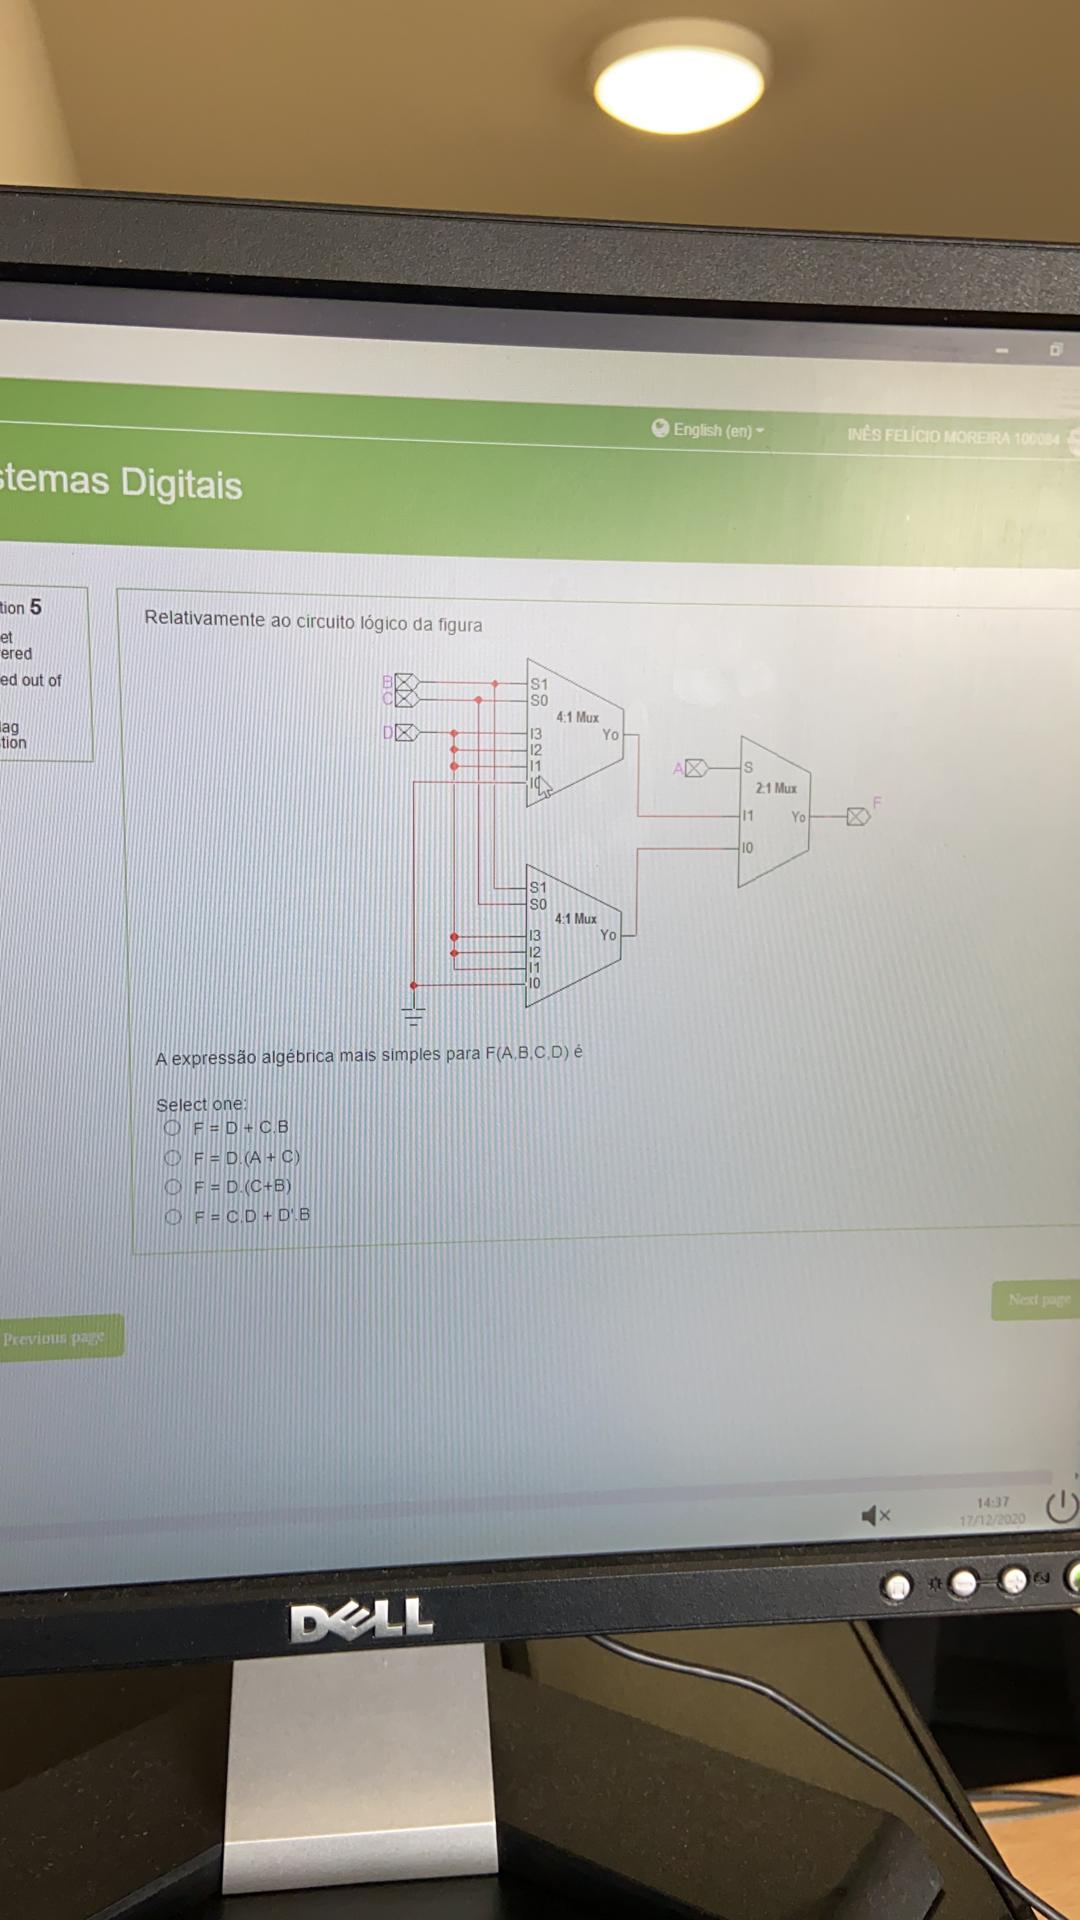 English (en)
INÊS FELÍCIO MOREIRA 100084
stemas Digitais
tion 5
et
ered
ed out of
lag
tion
Relativamente ao circuito lógico da figura
B
C
D
S1
S0
4:1 Mux
I3
I2
I1
I0
Yo
A
S
2:1 Mux
I1
I0
Yo
F
S1
S0
4:1 Mux
I3
I2
I1
I0
Yo
A expressão algébrica mais simples para F(A,B,C,D) é
Select one:
F = D + C.B
F = D.(A + C)
F = D.(C+B)
F = C.D + D'.B
Previous page
Next page
14:37
17/12/2020
DELL